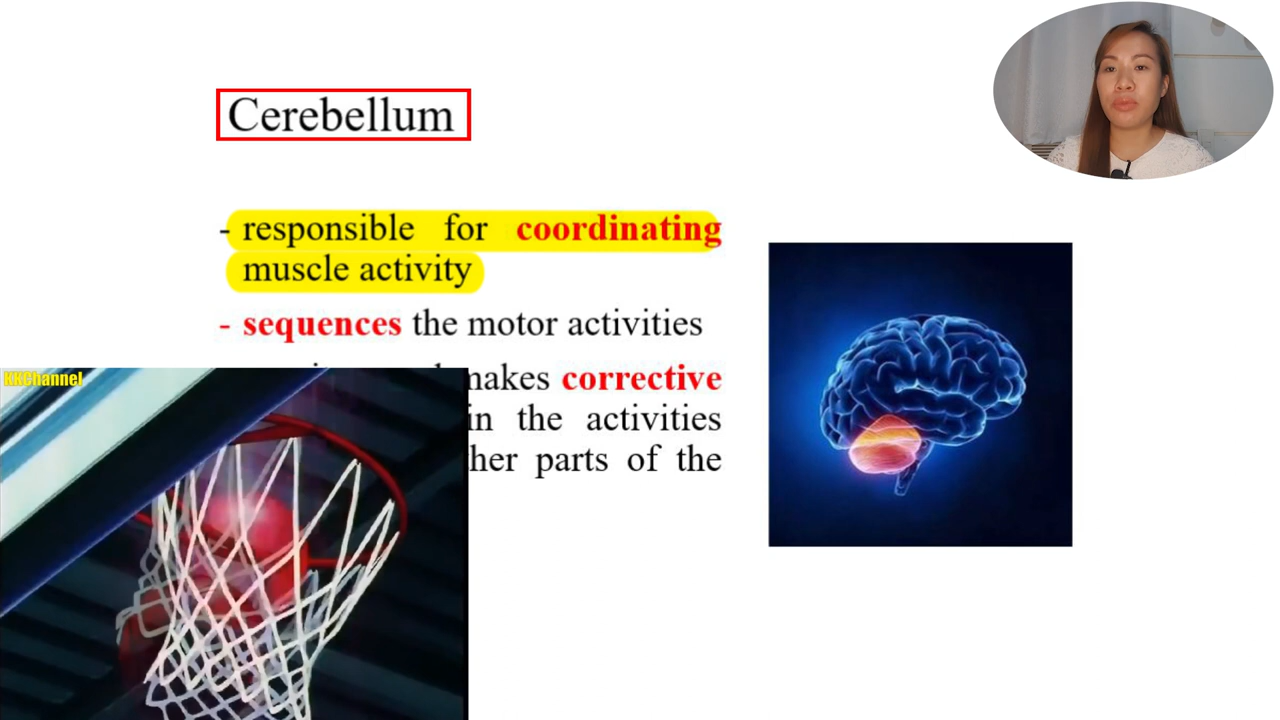 Cerebellum
- responsible for coordinating
muscle activity
- sequences the motor activities
makes corrective
KKChannel
in the activities
her parts of the